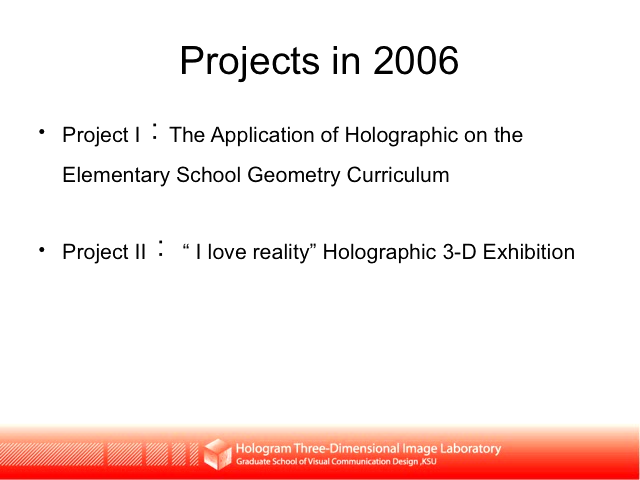 Projects in 2006
• Project I : The Application of Holographic on the
Elementary School Geometry Curriculum
• Project II : “ I love reality” Holographic 3-D Exhibition
Hologram Three-Dimensional Image Laboratory
Graduate School of Visual Communication Design ,KSU